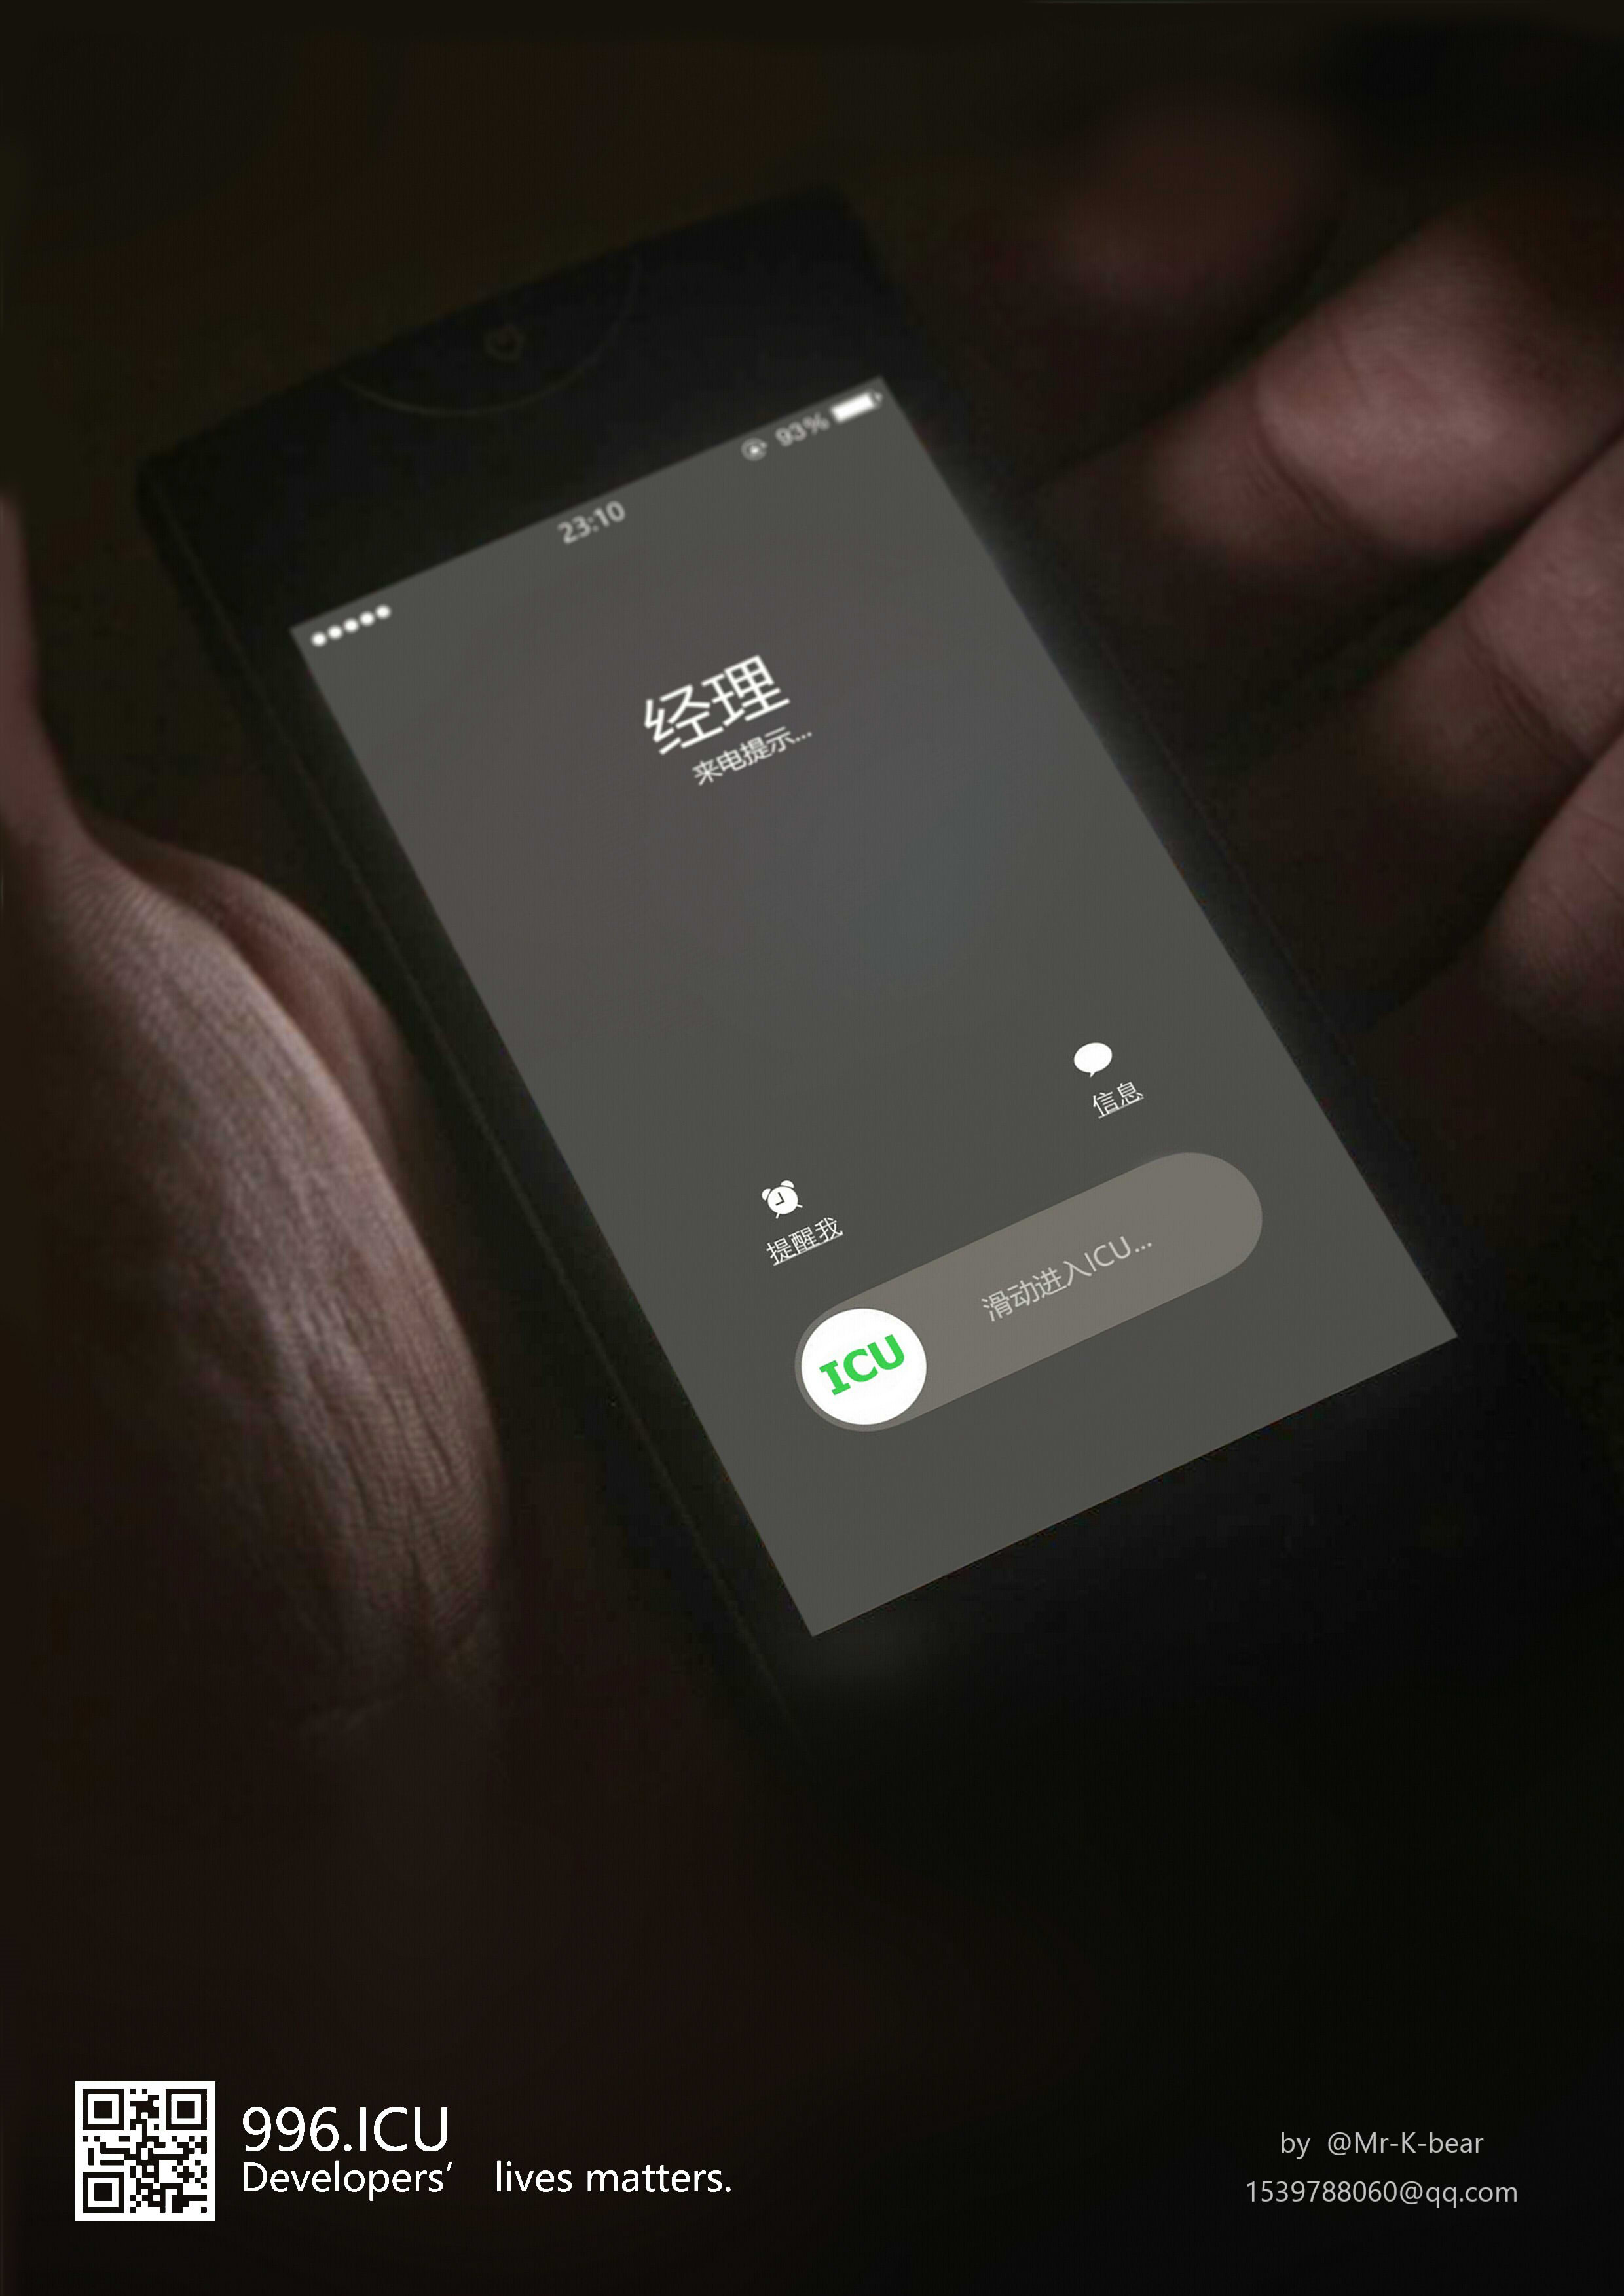 23:10
93%
经理
来电提示...
信息
提醒我
滑动进入ICU...
ICU
996.ICU
Developers’ lives matters.
by @Mr-K-bear
1539788060@qq.com